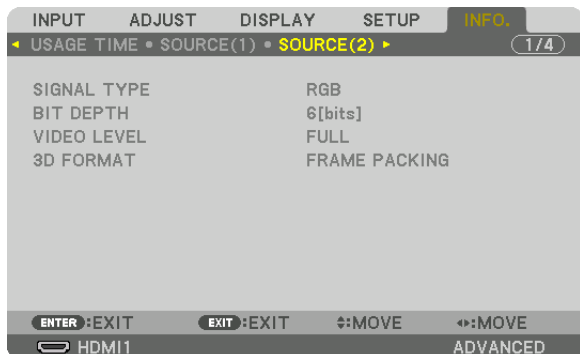 INPUT ADJUST DISPLAY SETUP INFO.
USAGE TIME • SOURCE(1) • SOURCE(2) 1/4
SIGNAL TYPE RGB
BIT DEPTH 6[bits]
VIDEO LEVEL FULL
3D FORMAT FRAME PACKING
ENTER:EXIT EXIT:EXIT :MOVE :MOVE
HDMI1 ADVANCED